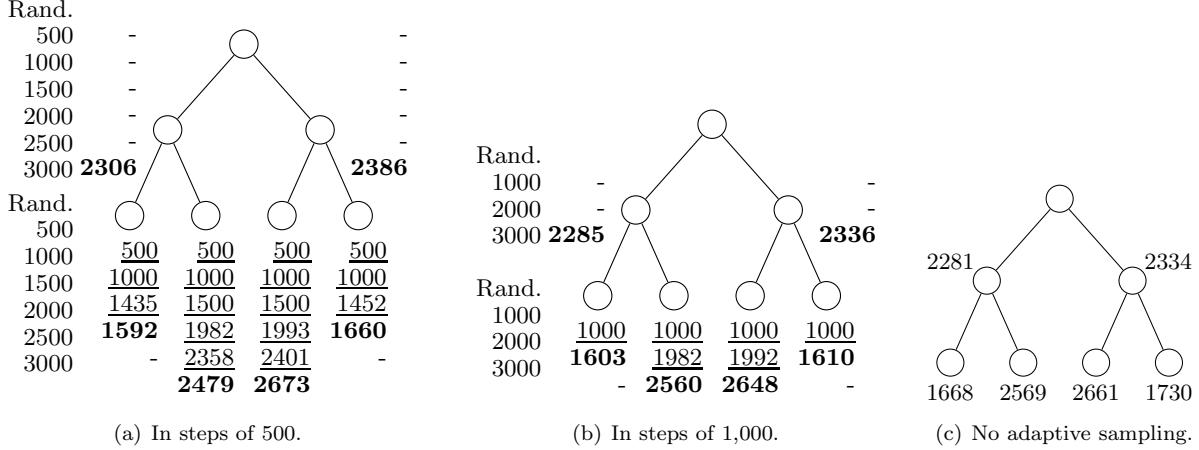 Rand.
500 - -
1000 - -
1500 - -
2000 - -
2500 - -
3000 2306 2386
Rand.
500
1000 500 500 500 500
1500 1000 1000 1000 1000
2000 1435 1500 1500 1452
2500 1592 1982 1993 1660
3000 - 2358 2401 -
2479 2673
(a) In steps of 500.
Rand.
1000 - -
2000 - -
3000 2285 2336
Rand.
1000
2000 1000 1000 1000 1000
3000 1603 1982 1992 1610
- 2560 2648 -
(b) In steps of 1,000.
2281 2334
1668 2569 2661 1730
(c) No adaptive sampling.